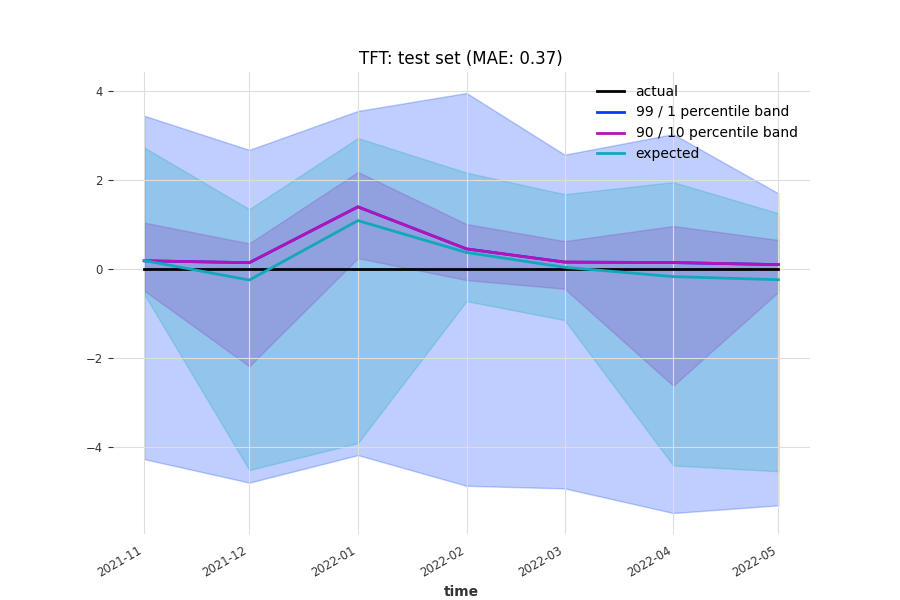 TFT: test set (MAE: 0.37)
actual
99 / 1 percentile band
90 / 10 percentile band
expected
4
2
0
−2
−4
2021-11
2021-12
2022-01
2022-02
2022-03
2022-04
2022-05
time